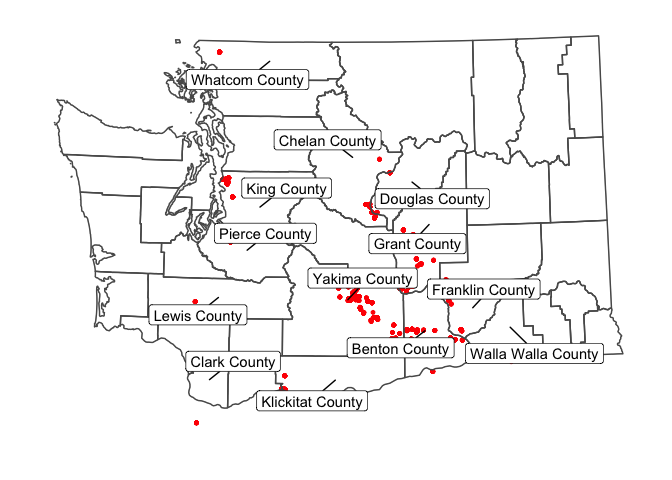 Whatcom County
Chelan County
King County
Douglas County
Pierce County
Grant County
Yakima County
Franklin County
Lewis County
Benton County
Walla Walla County
Clark County
Klickitat County